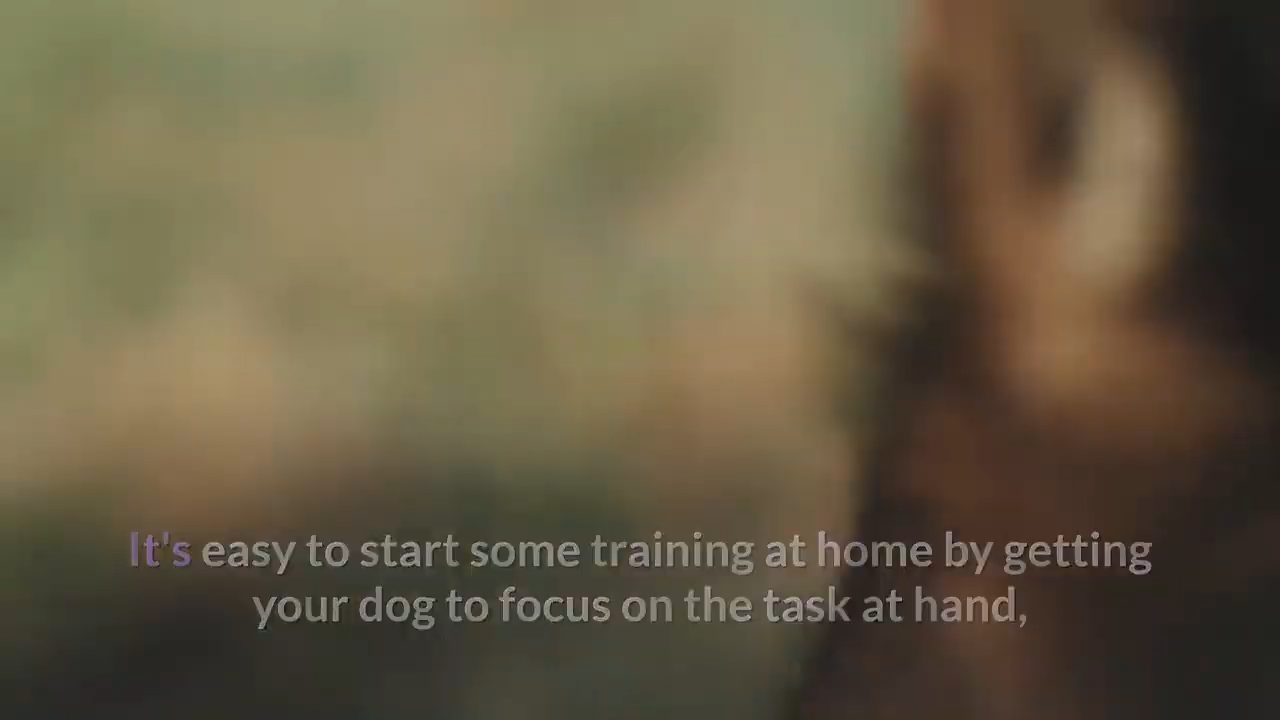 It's easy to start some training at home by getting
your dog to focus on the task at hand,